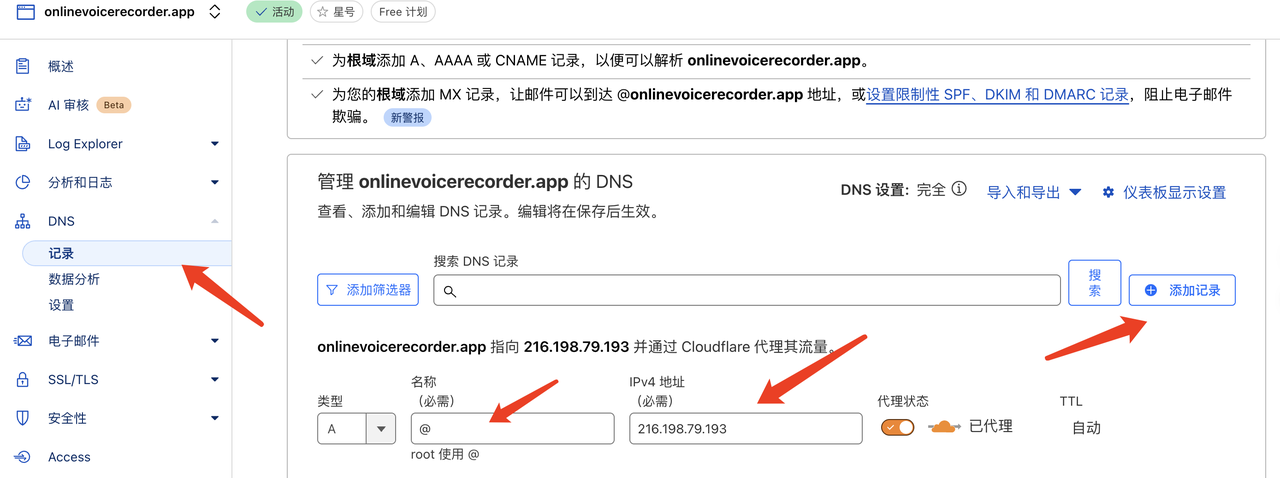 onlinevoicerecorder.app
活动
星号
Free 计划
概述
AI 审核 Beta
Log Explorer
分析和日志
DNS
记录
数据分析
设置
电子邮件
SSL/TLS
安全性
Access
为根域添加 A、AAAA 或 CNAME 记录，以便可以解析 onlinevoicerecorder.app。
为您的根域添加 MX 记录，让邮件可以到达 @onlinevoicerecorder.app 地址，或设置限制性 SPF、DKIM 和 DMARC 记录，阻止电子邮件
欺骗。 新警报
管理 onlinevoicerecorder.app 的 DNS
查看、添加和编辑 DNS 记录。编辑将在保存后生效。
DNS 设置: 完全
导入和导出
仪表板显示设置
搜索 DNS 记录
添加筛选器
搜
索
添加记录
onlinevoicerecorder.app 指向 216.198.79.193 并通过 Cloudflare 代理其流量。
类型
名称
（必需）
IPv4 地址
（必需）
代理状态
TTL
A
@
216.198.79.193
已代理
自动
root 使用 @